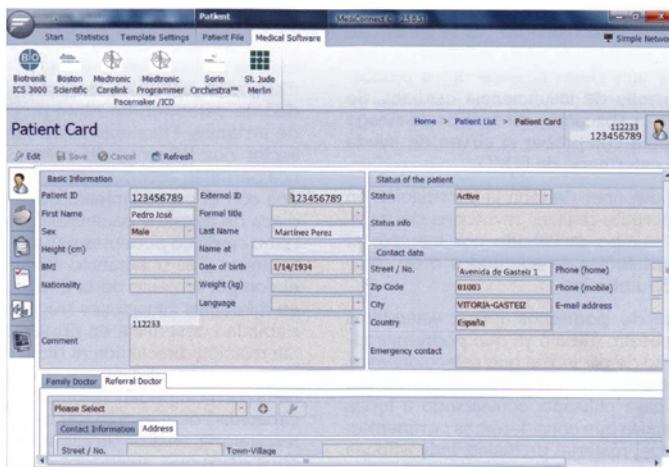 Patient MediConnect
Start Statistics Template Settings Patient File Medical Software Simple Networ
BIO
Biotronik Boston Medtronic Medtronic Sorin St. Jude
ICS 3000 Scientific Carelink Programmer Orchestra™ Merlin
Pacemaker /ICD
Patient Card
Home > Patient List > Patient Card
112233
123456789
Edit Save Cancel Refresh
Basic Information
Patient ID 123456789 External ID 123456789
First Name Pedro José Formal title
Sex Male Last Name Martínez Perez
Height (cm) Name at
BMI Date of birth 1/14/1934
Nationality Weight (kg)
Language
Comment 112233
Status of the patient
Status Active
Status info
Contact data
Street / No. Avenida de Gasteiz 1 Phone (home)
Zip Code 01003 Phone (mobile)
City VITORIA-GASTEIZ E-mail address
Country España
Emergency contact
Family Doctor Referral Doctor
Please Select
Contact Information Address
Street / No. Town-Village